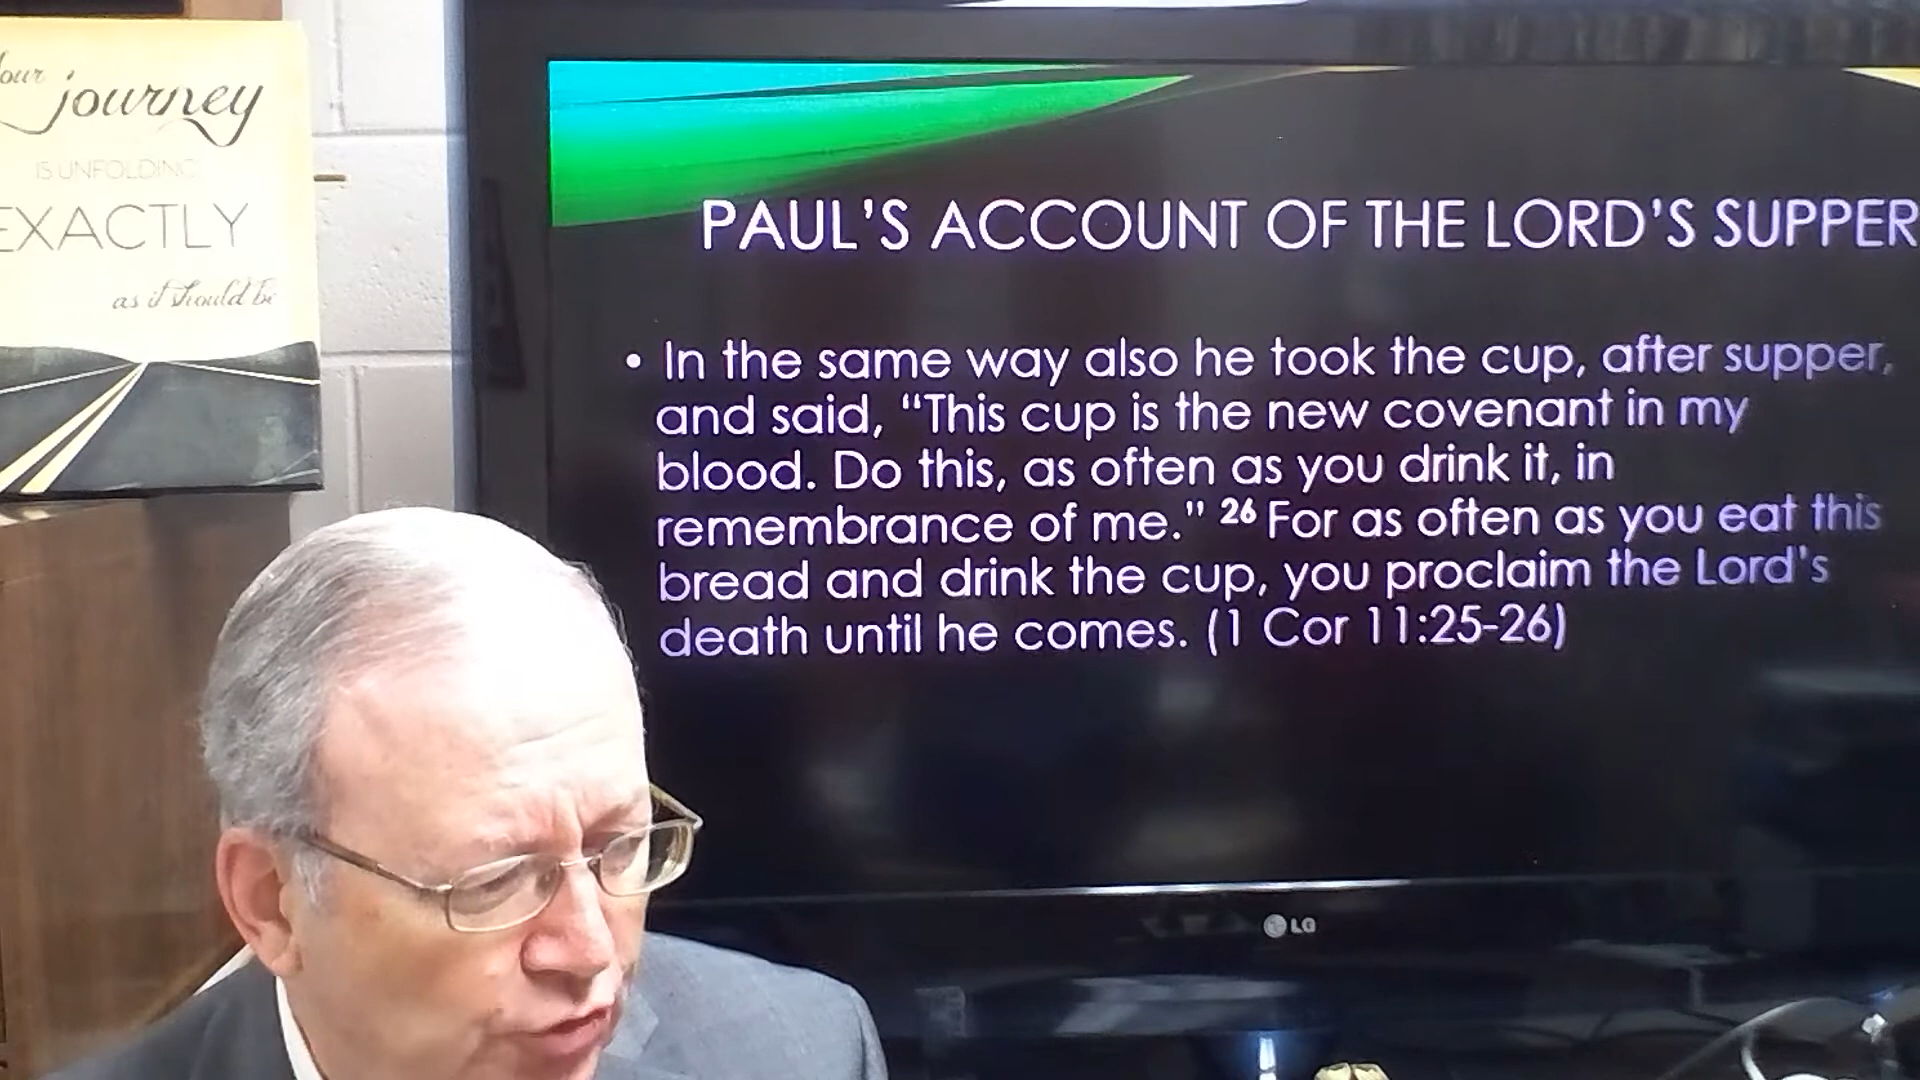 Your
journey
IS UNFOLDING
EXACTLY
as it should be
PAUL'S ACCOUNT OF THE LORD'S SUPPER
• In the same way also he took the cup, after supper,
and said, “This cup is the new covenant in my
blood. Do this, as often as you drink it, in
remembrance of me.” 26 For as often as you eat this
bread and drink the cup, you proclaim the Lord's
death until he comes. (1 Cor 11:25-26)
LG